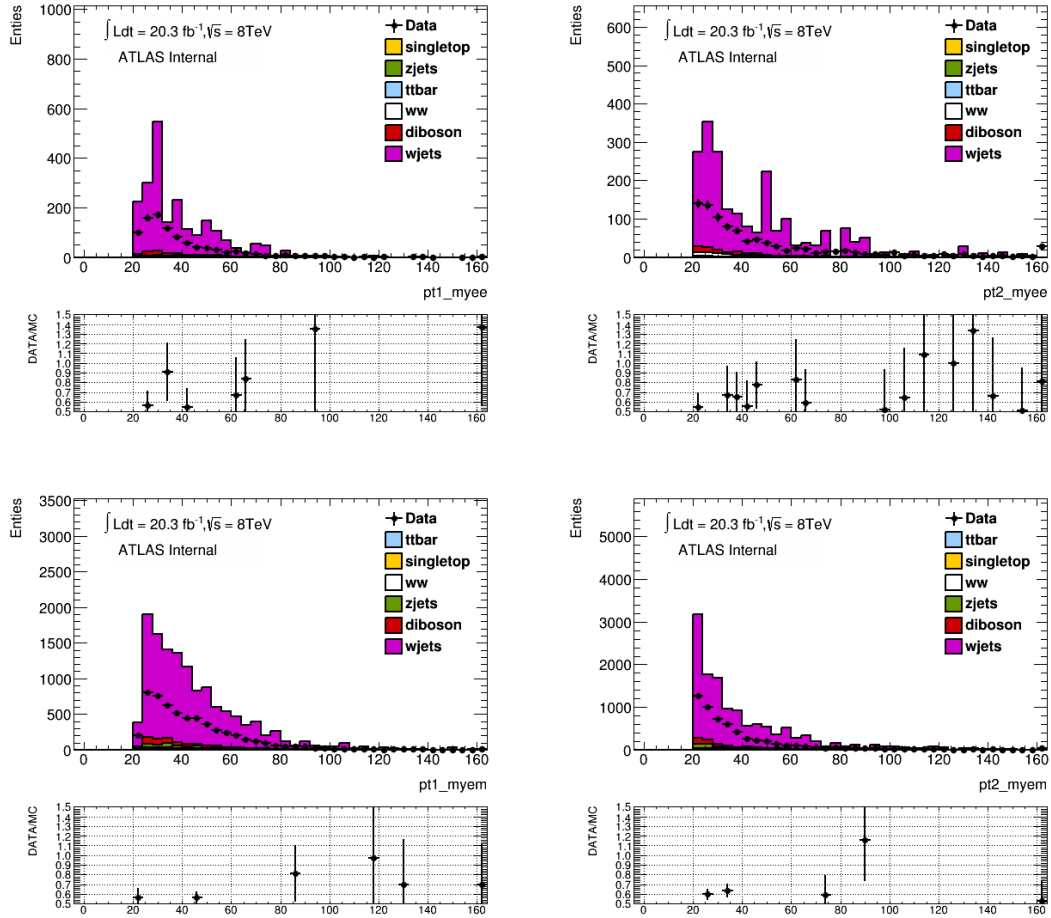 Enties
1000
800
600
400
200
0
∫ Ldt = 20.3 fb⁻¹,√s = 8TeV
ATLAS Internal
Data
singletop
zjets
ttbar
ww
diboson
wjets
0 20 40 60 80 100 120 140 160
pt1_myee
DATA/MC
1.5
1.4
1.3
1.2
1.1
1.0
0.9
0.8
0.7
0.6
0.5
0 20 40 60 80 100 120 140 160
Enties
600
500
400
300
200
100
0
∫ Ldt = 20.3 fb⁻¹,√s = 8TeV
ATLAS Internal
Data
singletop
zjets
ttbar
ww
diboson
wjets
0 20 40 60 80 100 120 140 160
pt2_myee
DATA/MC
1.5
1.4
1.3
1.2
1.1
1.0
0.9
0.8
0.7
0.6
0.5
0 20 40 60 80 100 120 140 160
Enties
3500
3000
2500
2000
1500
1000
500
0
∫ Ldt = 20.3 fb⁻¹,√s = 8TeV
ATLAS Internal
Data
ttbar
singletop
ww
zjets
diboson
wjets
0 20 40 60 80 100 120 140 160
pt1_myem
DATA/MC
1.5
1.4
1.3
1.2
1.1
1.0
0.9
0.8
0.7
0.6
0.5
0 20 40 60 80 100 120 140 160
Enties
5000
4000
3000
2000
1000
0
∫ Ldt = 20.3 fb⁻¹,√s = 8TeV
ATLAS Internal
Data
ttbar
singletop
ww
zjets
diboson
wjets
0 20 40 60 80 100 120 140 160
pt2_myem
DATA/MC
1.5
1.4
1.3
1.2
1.1
1.0
0.9
0.8
0.7
0.6
0.5
0 20 40 60 80 100 120 140 160